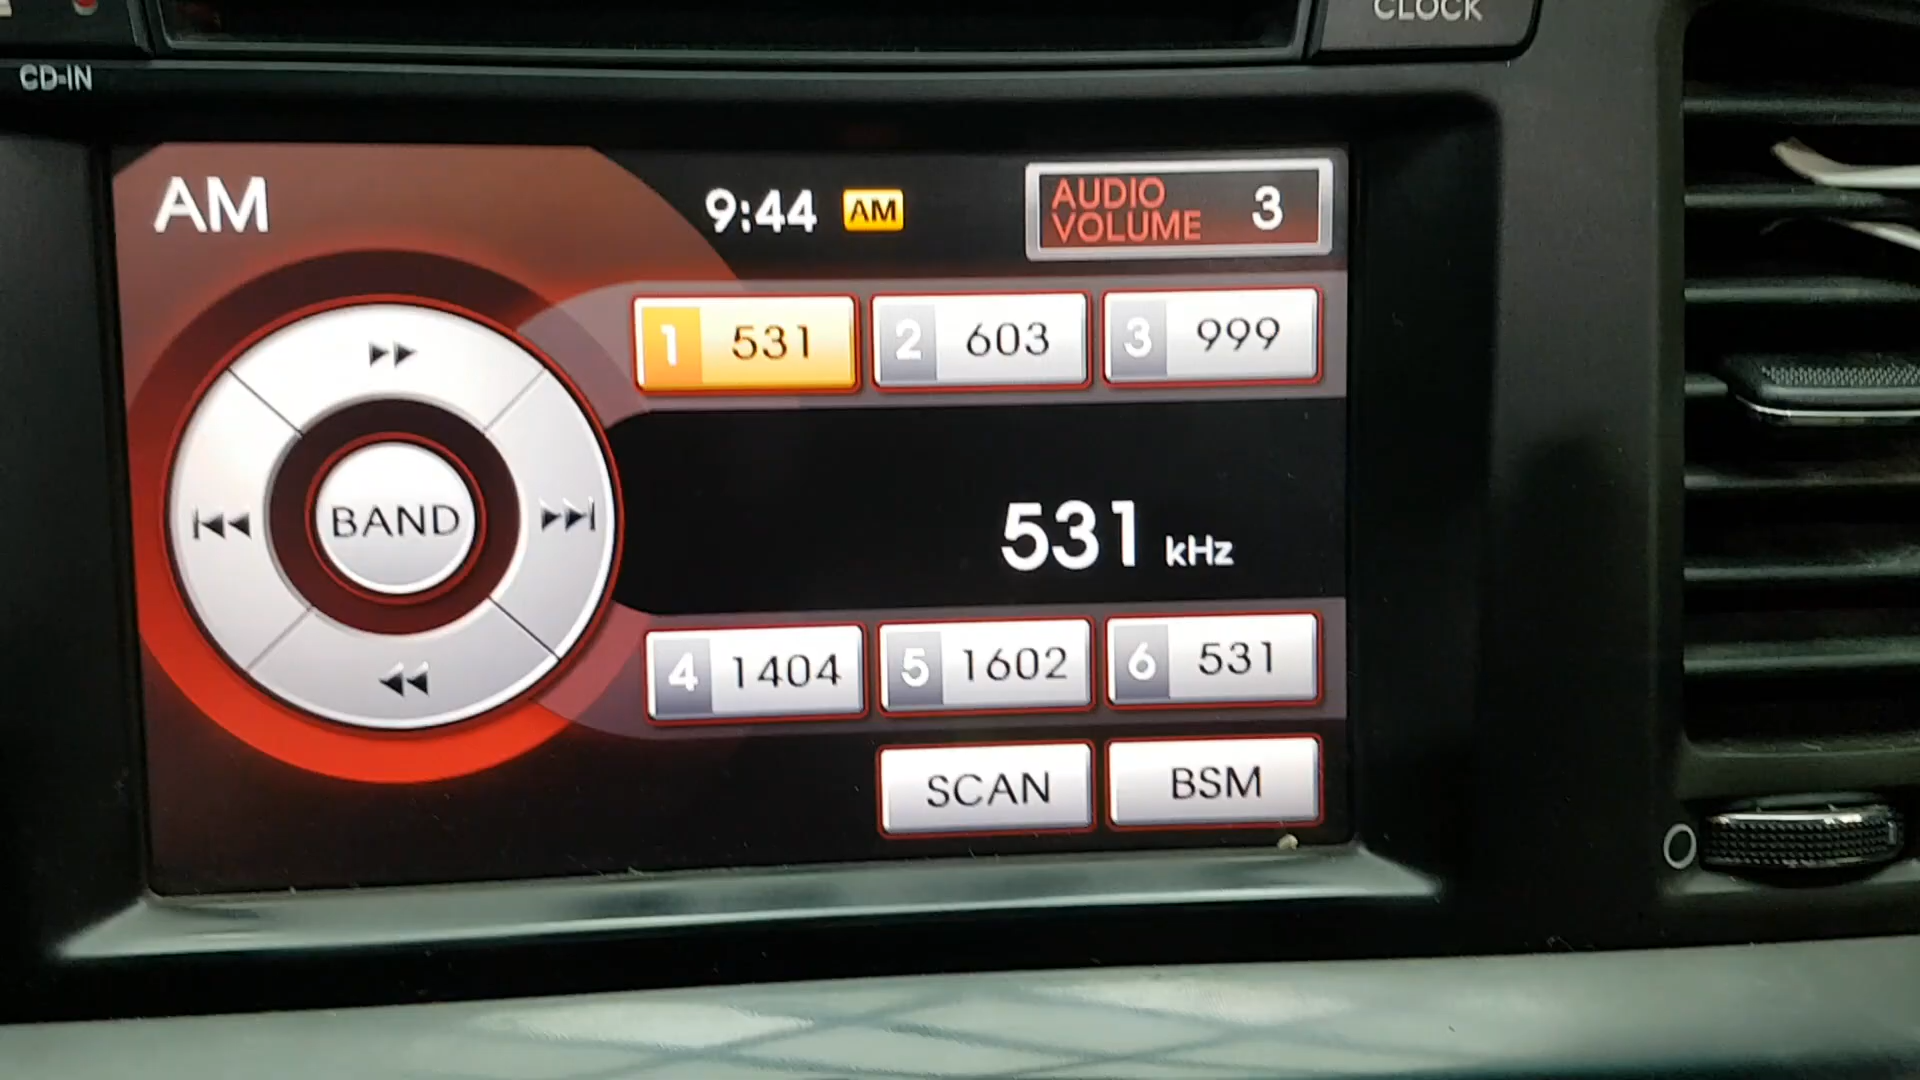 CLOCK
CD-IN
AM
9:44 AM
AUDIO VOLUME 3
1 531
2 603
3 999
BAND
531 kHz
4 1404
5 1602
6 531
SCAN
BSM